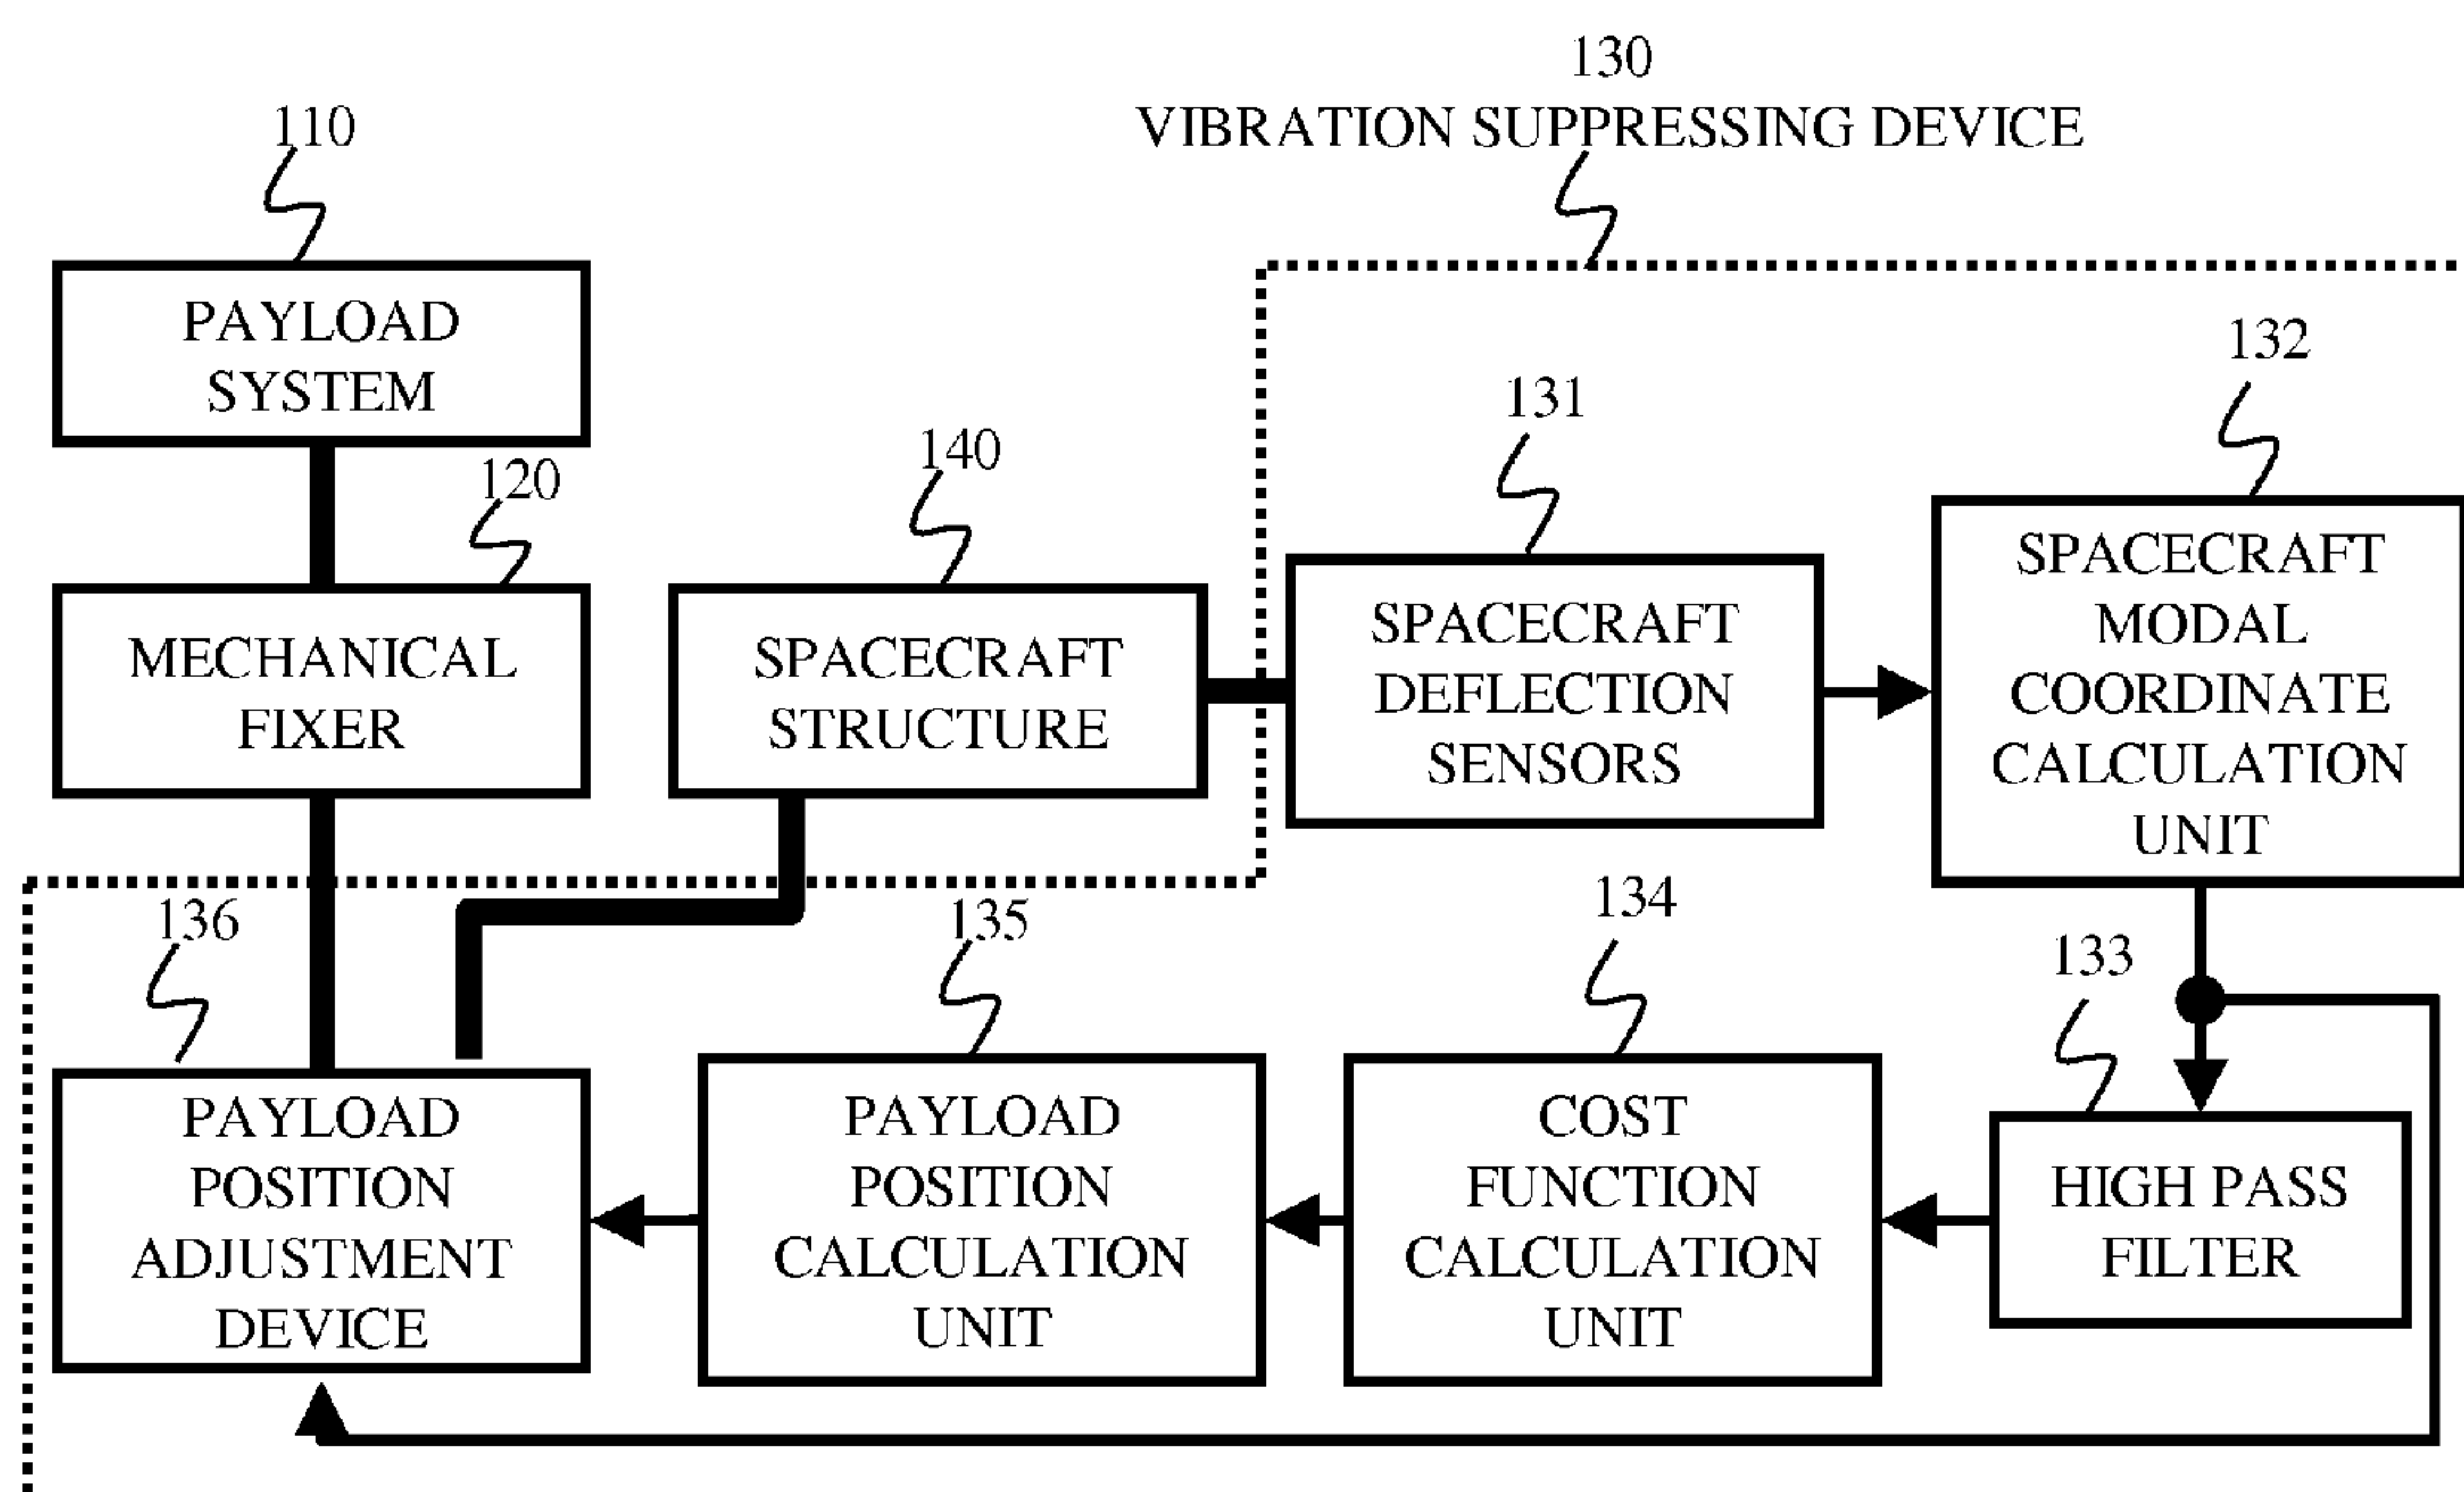 130
VIBRATION SUPPRESSING DEVICE
110
PAYLOAD
SYSTEM
120
MECHANICAL
FIXER
140
SPACECRAFT
STRUCTURE
131
SPACECRAFT
DEFLECTION
SENSORS
132
SPACECRAFT
MODAL
COORDINATE
CALCULATION
UNIT
136
PAYLOAD
POSITION
ADJUSTMENT
DEVICE
135
PAYLOAD
POSITION
CALCULATION
UNIT
134
COST
FUNCTION
CALCULATION
UNIT
133
HIGH PASS
FILTER